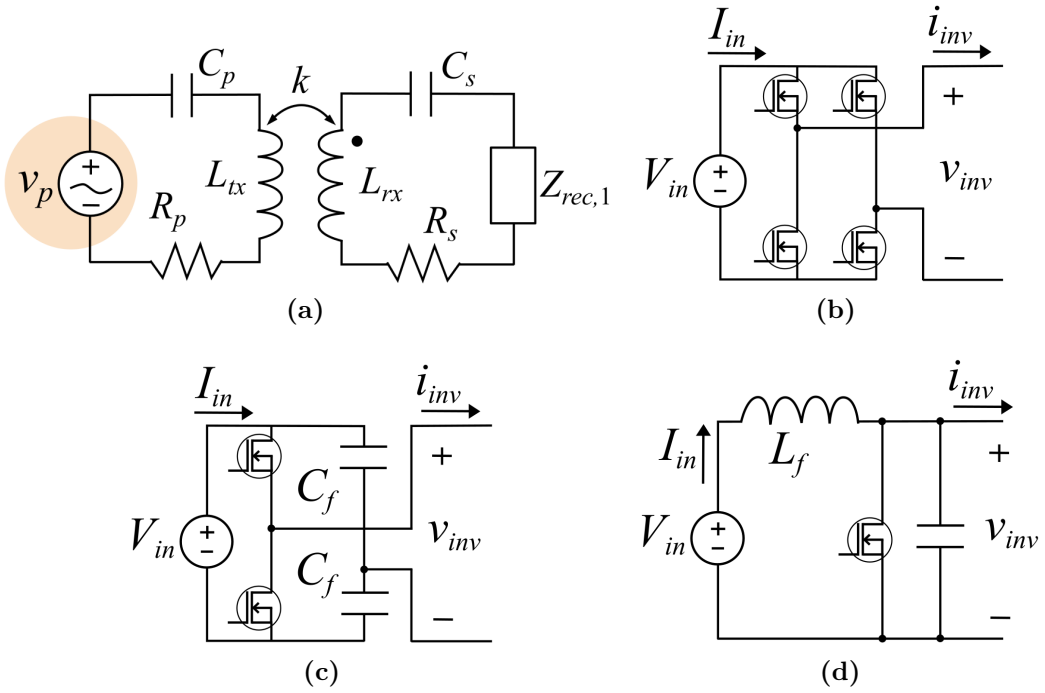 C_p k C_s
v_p + − L_tx L_rx Z_rec,1
R_p R_s
(a)
I_in i_inv
V_in + − + v_inv −
(b)
I_in i_inv
C_f +
V_in + − v_inv
C_f −
(c)
i_inv
I_in L_f +
V_in + − v_inv
−
(d)